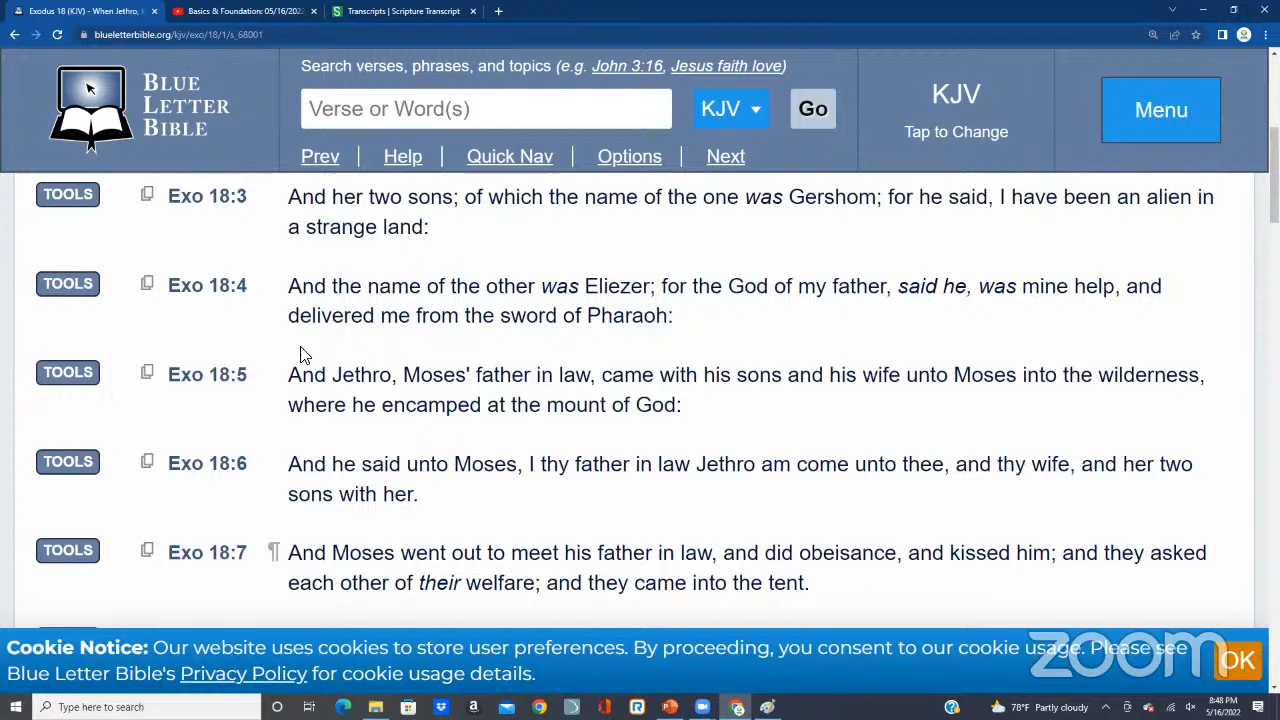 Exodus 18 (KJV) - When Jethro, t
Basics & Foundation: 05/16/2022
Transcripts | Scripture Transcript
blueletterbible.org/kjv/exo/18/1/s_68001
BLUE
LETTER
BIBLE
Search verses, phrases, and topics (e.g. John 3:16, Jesus faith love)
Verse or Word(s)
KJV
Go
Prev
Help
Quick Nav
Options
Next
KJV
Tap to Change
Menu
TOOLS
Exo 18:3
And her two sons; of which the name of the one was Gershom; for he said, I have been an alien in
a strange land:
TOOLS
Exo 18:4
And the name of the other was Eliezer; for the God of my father, said he, was mine help, and
delivered me from the sword of Pharaoh:
TOOLS
Exo 18:5
And Jethro, Moses' father in law, came with his sons and his wife unto Moses into the wilderness,
where he encamped at the mount of God:
TOOLS
Exo 18:6
And he said unto Moses, I thy father in law Jethro am come unto thee, and thy wife, and her two
sons with her.
TOOLS
Exo 18:7
¶ And Moses went out to meet his father in law, and did obeisance, and kissed him; and they asked
each other of their welfare; and they came into the tent.
Cookie Notice: Our website uses cookies to store user preferences. By proceeding, you consent to our cookie usage. Please see
Blue Letter Bible's Privacy Policy for cookie usage details.
OK
zoom
Type here to search
78°F Partly cloudy
8:48 PM
5/16/2022